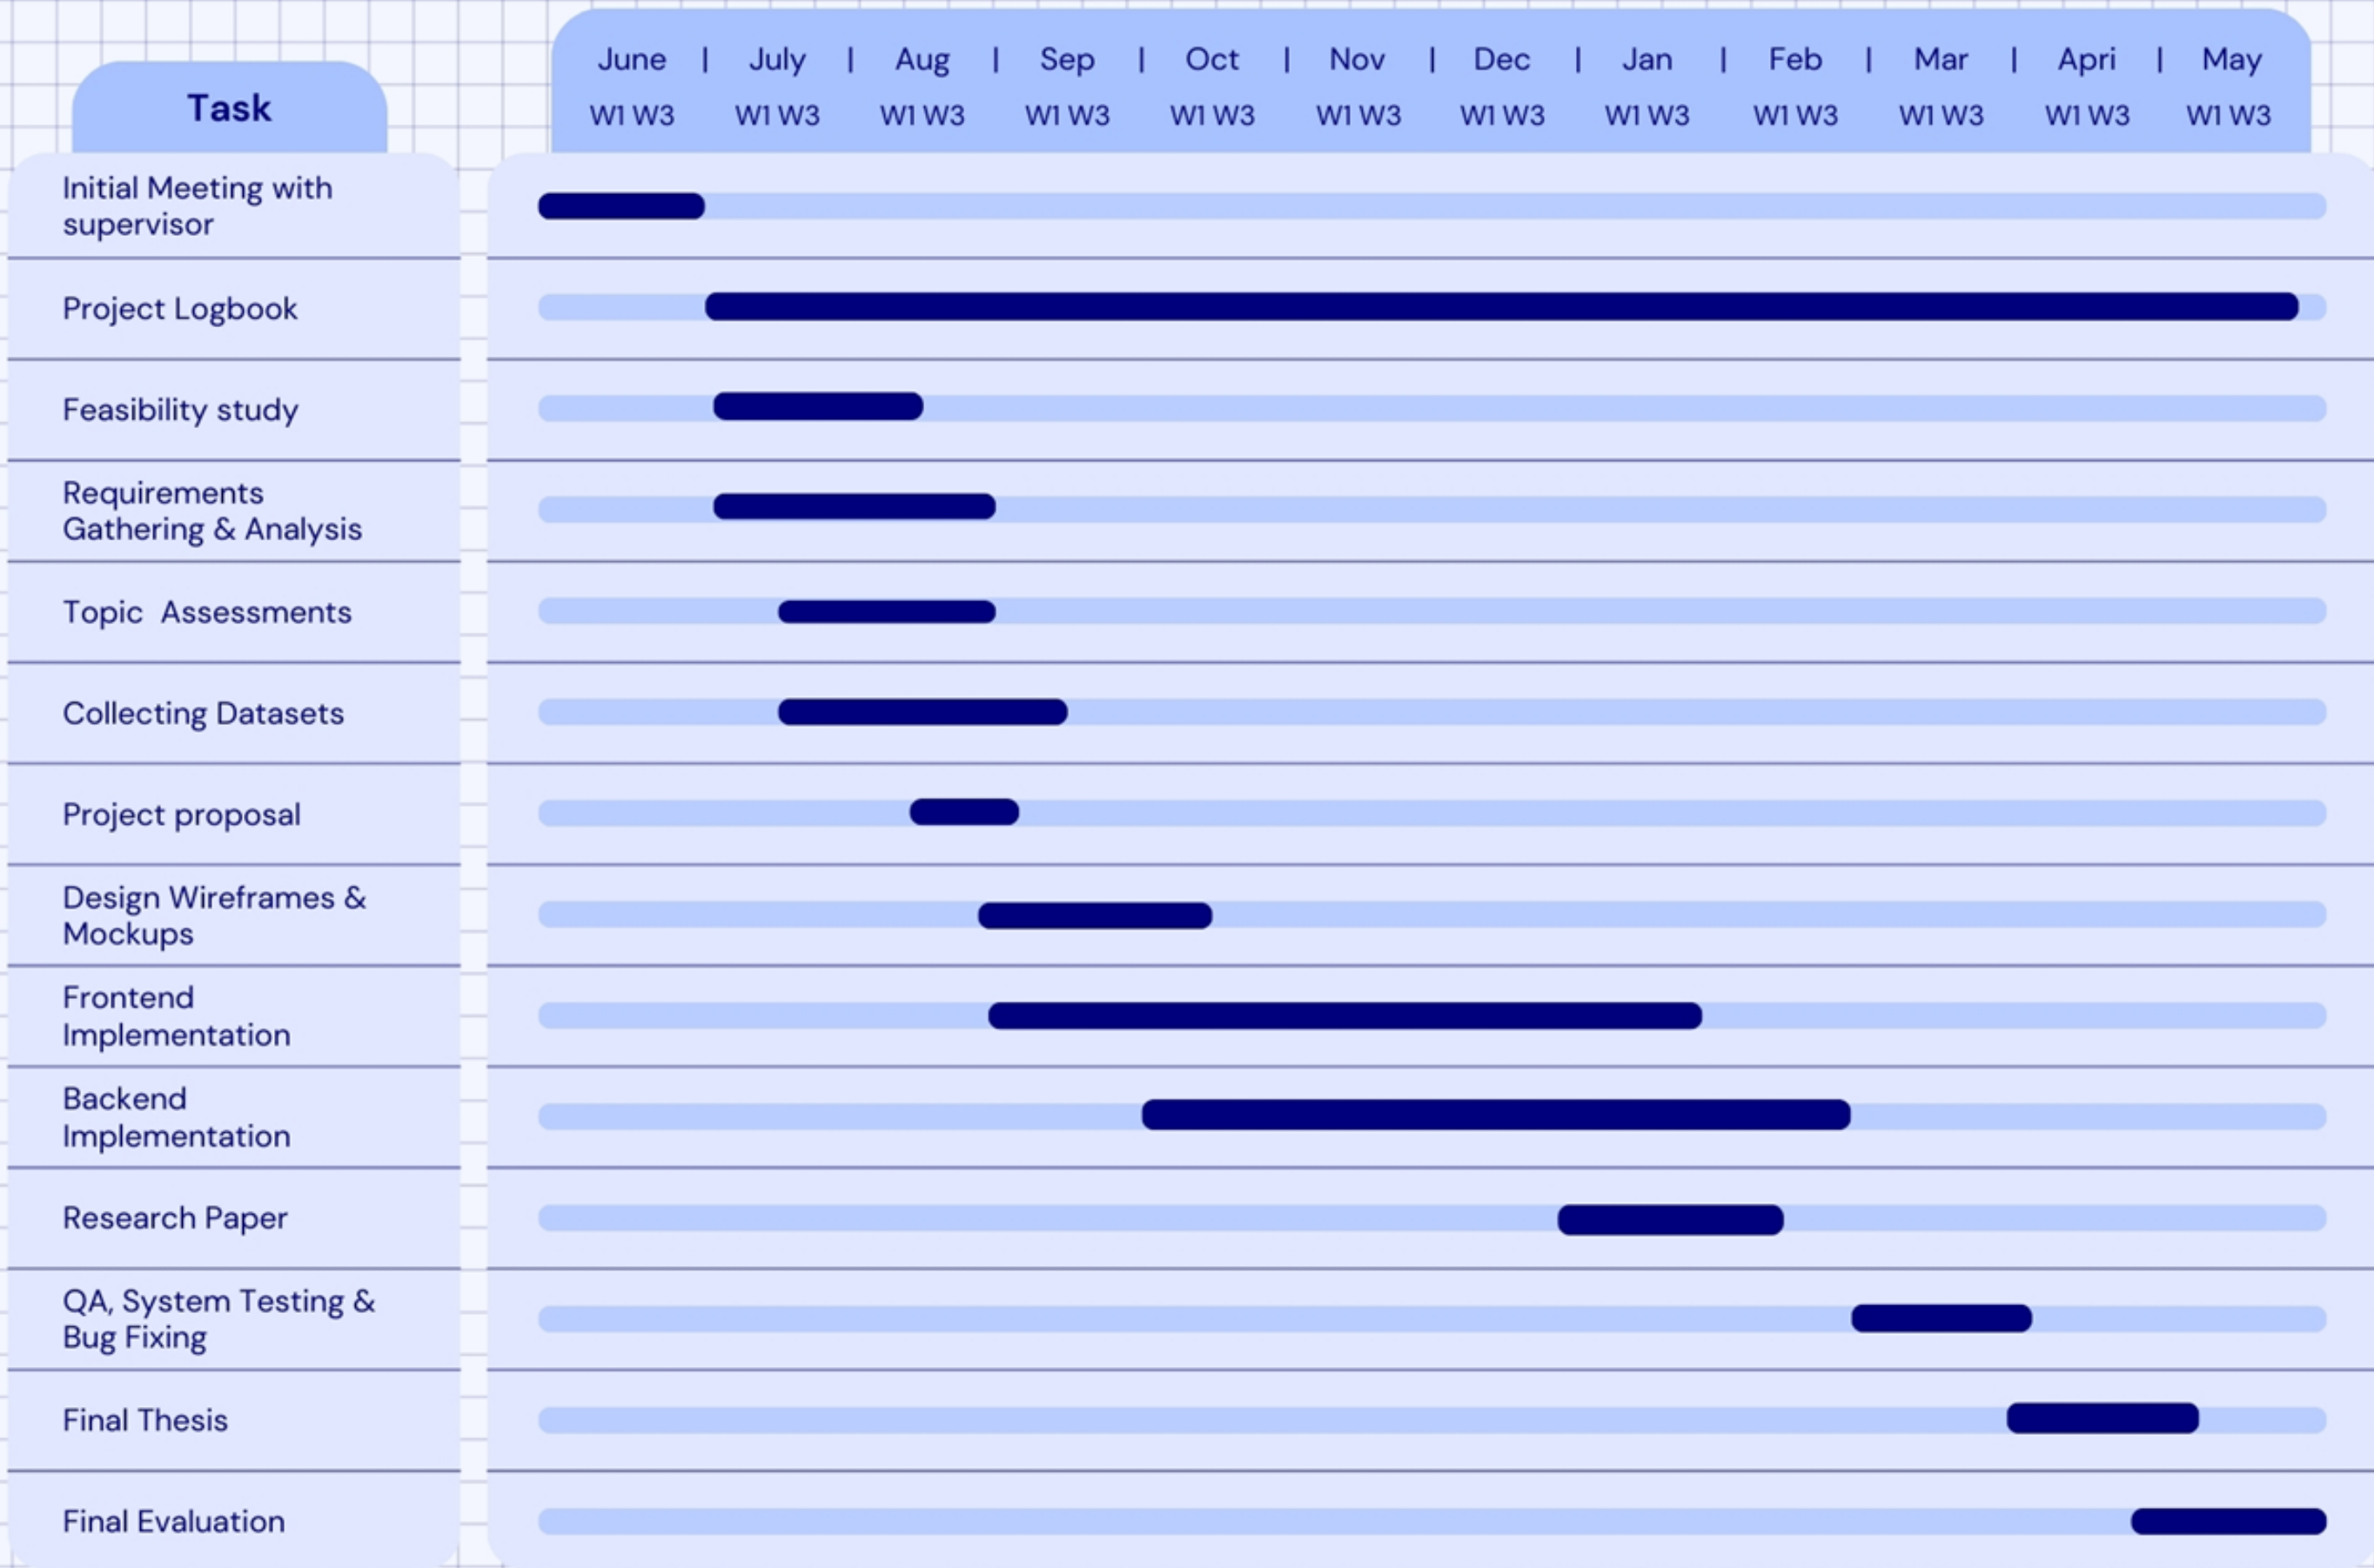 June | July | Aug | Sep | Oct | Nov | Dec | Jan | Feb | Mar | Apri | May
Task
W1 W3 W1 W3 W1 W3 W1 W3 W1 W3 W1 W3 W1 W3 W1 W3 W1 W3 W1 W3 W1 W3 W1 W3
Initial Meeting with
supervisor
Project Logbook
Feasibility study
Requirements
Gathering & Analysis
Topic  Assessments
Collecting Datasets
Project proposal
Design Wireframes &
Mockups
Frontend
Implementation
Backend
Implementation
Research Paper
QA, System Testing &
Bug Fixing
Final Thesis
Final Evaluation